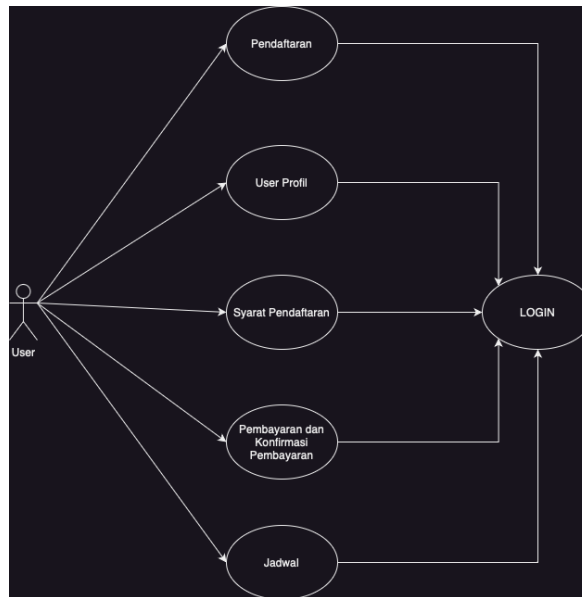 Pendaftaran
User Profil
Syarat Pendaftaran
LOGIN
User
Pembayaran dan
Konfirmasi
Pembayaran
Jadwal